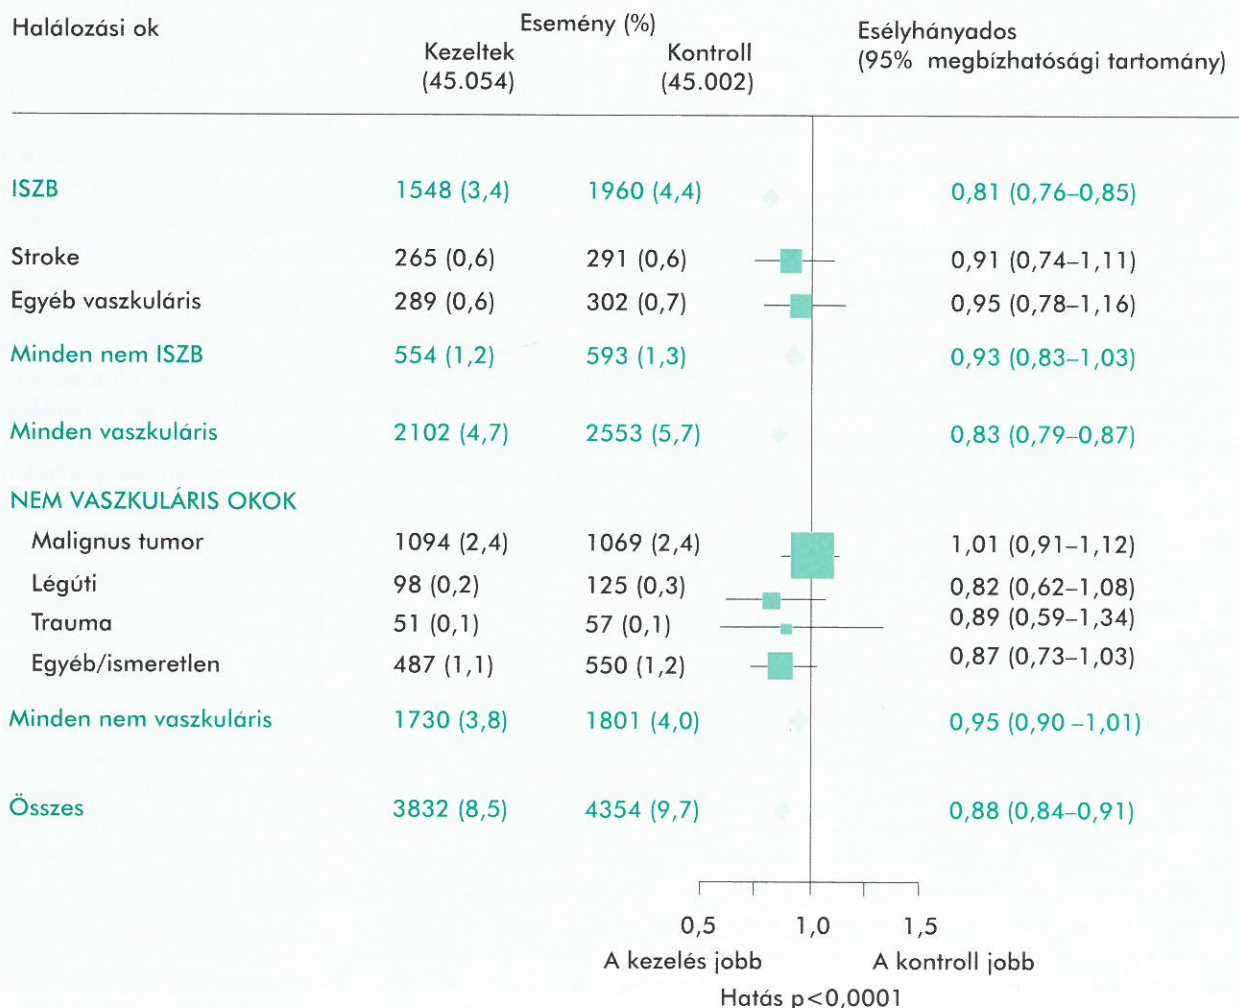 Halálozási ok Esemény (%) Esélyhányados
Kezeltek Kontroll (95% megbízhatósági tartomány)
(45.054) (45.002)
ISZB 1548 (3,4) 1960 (4,4) 0,81 (0,76–0,85)
Stroke 265 (0,6) 291 (0,6) 0,91 (0,74–1,11)
Egyéb vaszkuláris 289 (0,6) 302 (0,7) 0,95 (0,78–1,16)
Minden nem ISZB 554 (1,2) 593 (1,3) 0,93 (0,83–1,03)
Minden vaszkuláris 2102 (4,7) 2553 (5,7) 0,83 (0,79–0,87)
NEM VASZKULÁRIS OKOK
Malignus tumor 1094 (2,4) 1069 (2,4) 1,01 (0,91–1,12)
Légúti 98 (0,2) 125 (0,3) 0,82 (0,62–1,08)
Trauma 51 (0,1) 57 (0,1) 0,89 (0,59–1,34)
Egyéb/ismeretlen 487 (1,1) 550 (1,2) 0,87 (0,73–1,03)
Minden nem vaszkuláris 1730 (3,8) 1801 (4,0) 0,95 (0,90 –1,01)
Összes 3832 (8,5) 4354 (9,7) 0,88 (0,84–0,91)
0,5 1,0 1,5
A kezelés jobb A kontroll jobb
Hatás p<0,0001